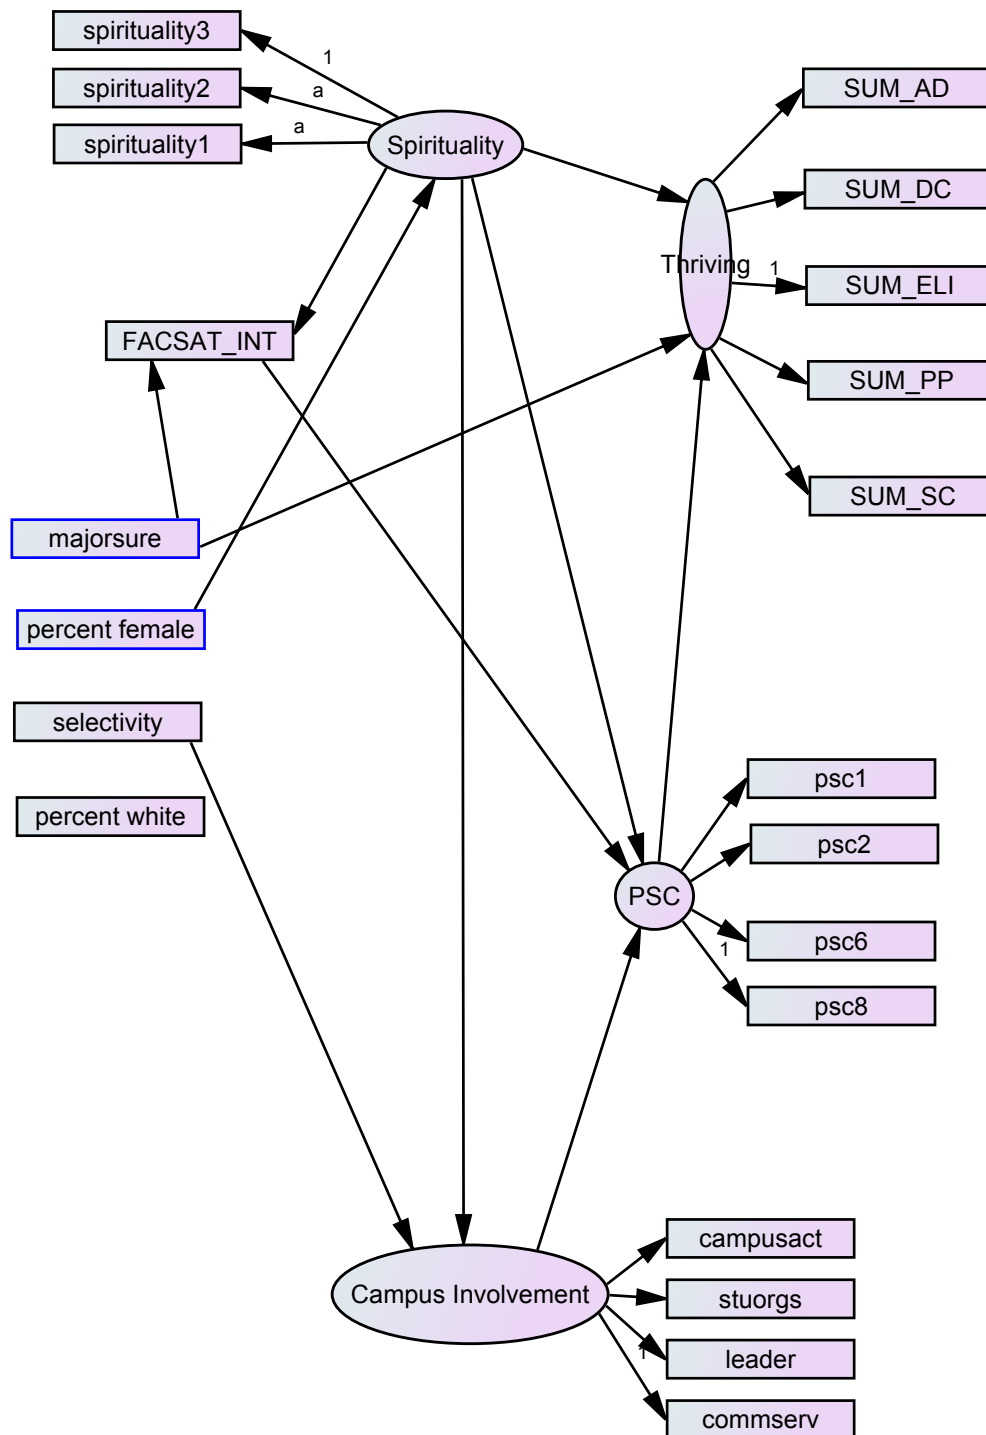 spirituality3
1
SUM_AD
spirituality2
a
spirituality1
a
Spirituality
SUM_DC
Thriving
1
SUM_ELI
FACSAT_INT
SUM_PP
SUM_SC
majorsure
percent female
selectivity
psc1
percent white
psc2
PSC
psc6
1
psc8
campusact
Campus Involvement
stuorgs
1
leader
commserv